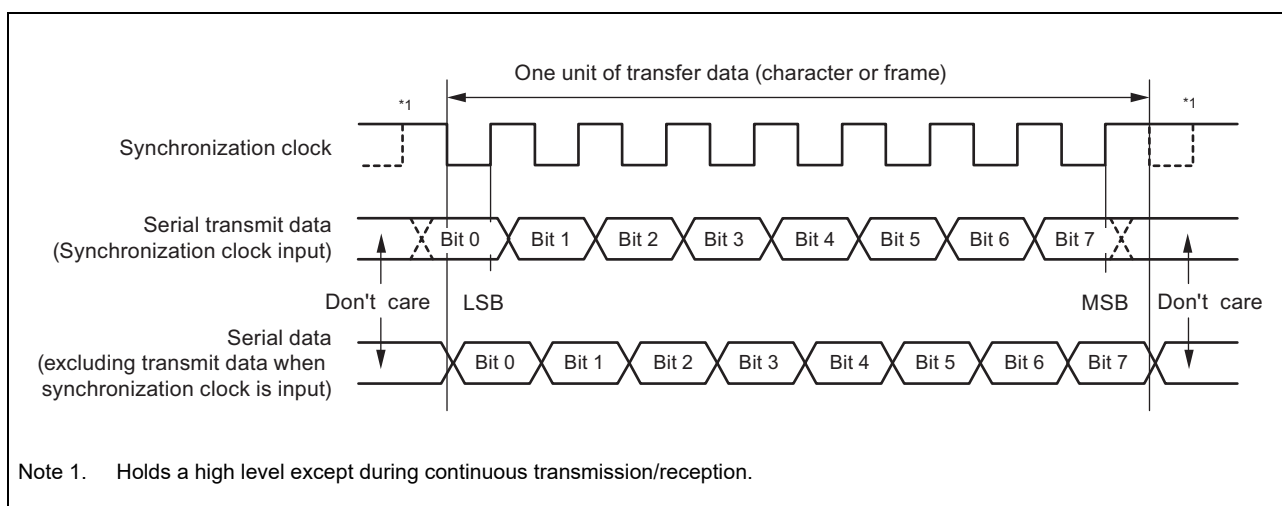 One unit of transfer data (character or frame)
*1
*1
Synchronization clock
Serial transmit data
(Synchronization clock input)
Bit 0 Bit 1 Bit 2 Bit 3 Bit 4 Bit 5 Bit 6 Bit 7
Don't care LSB MSB Don't care
Serial data
(excluding transmit data when
synchronization clock is input)
Bit 0 Bit 1 Bit 2 Bit 3 Bit 4 Bit 5 Bit 6 Bit 7
Note 1. Holds a high level except during continuous transmission/reception.